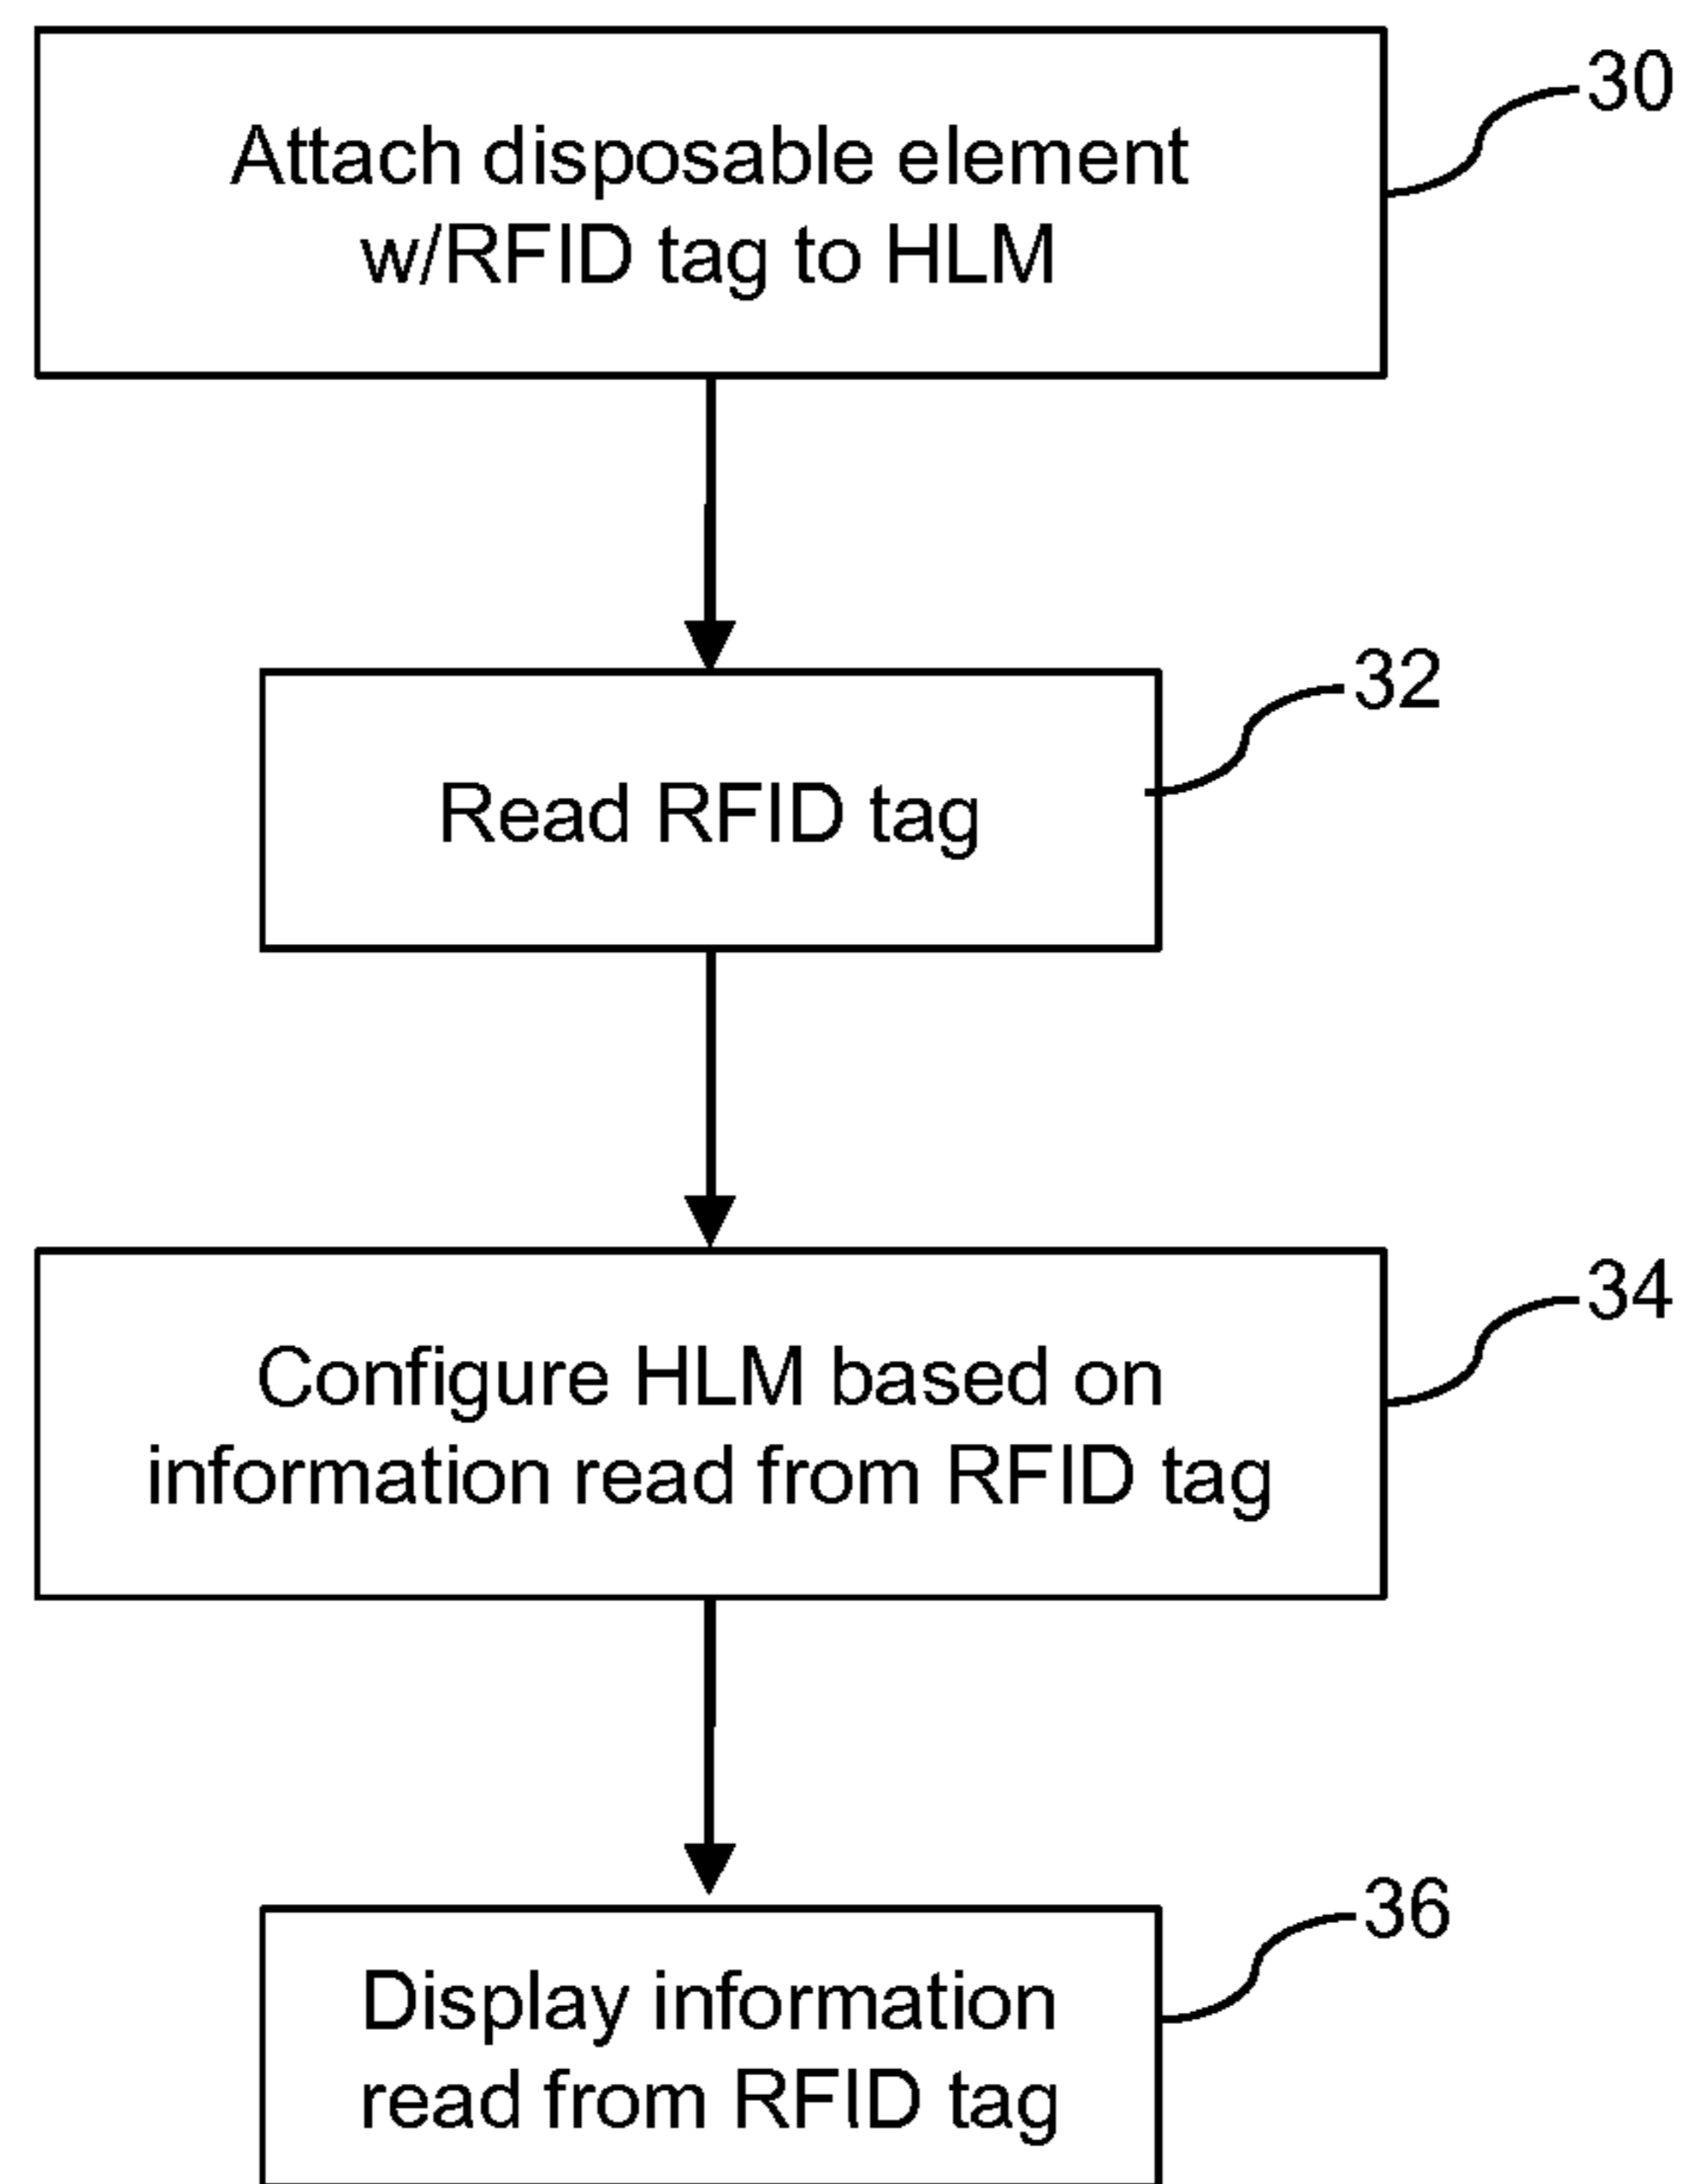 30
Attach disposable element
w/RFID tag to HLM
32
Read RFID tag
34
Configure HLM based on
information read from RFID tag
36
Display information
read from RFID tag